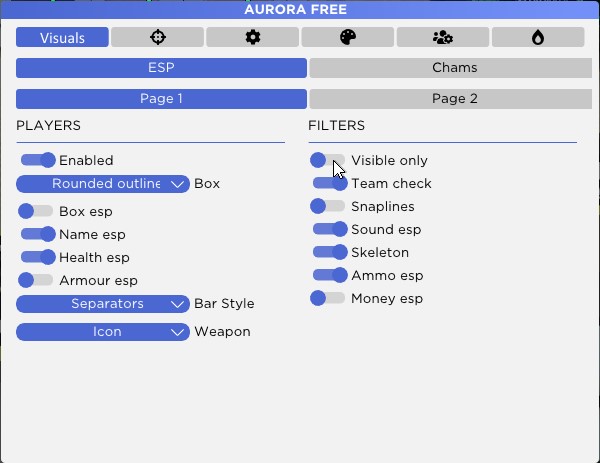 AURORA FREE
Visuals
ESP
Chams
Page 1
Page 2
PLAYERS
Enabled
Rounded outline
Box
Box esp
Name esp
Health esp
Armour esp
Separators
Bar Style
Icon
Weapon
FILTERS
Visible only
Team check
Snaplines
Sound esp
Skeleton
Ammo esp
Money esp